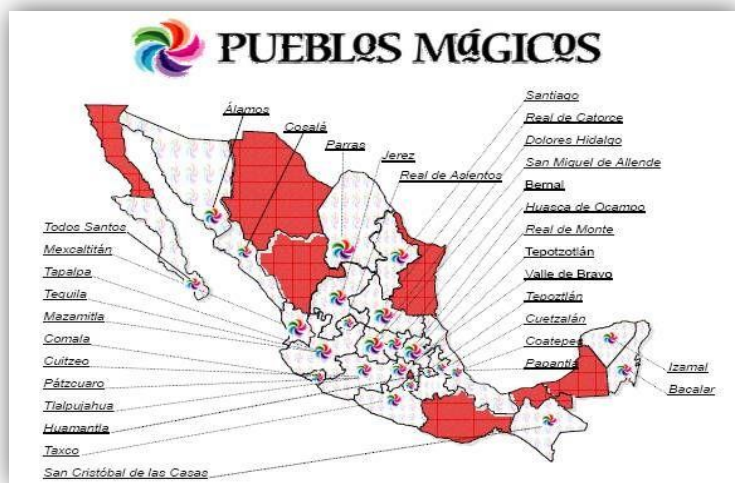 PUEBLOS MÁGICOS
Álamos
Cosalá
Parras
Jerez
Real de Asientos
Santiago
Real de Catorce
Dolores Hidalgo
San Miguel de Allende
Bernal
Huasca de Ocampo
Real de Monte
Tepotzotlán
Valle de Bravo
Tepoztlán
Cuetzalán
Coatepec
Papantla
Izamal
Bacalar
Todos Santos
Mexcaltitán
Tapalpa
Tequila
Mazamitla
Comala
Cuitzeo
Pátzcuaro
Tlalpujahua
Huamantla
Taxco
San Cristóbal de las Casas